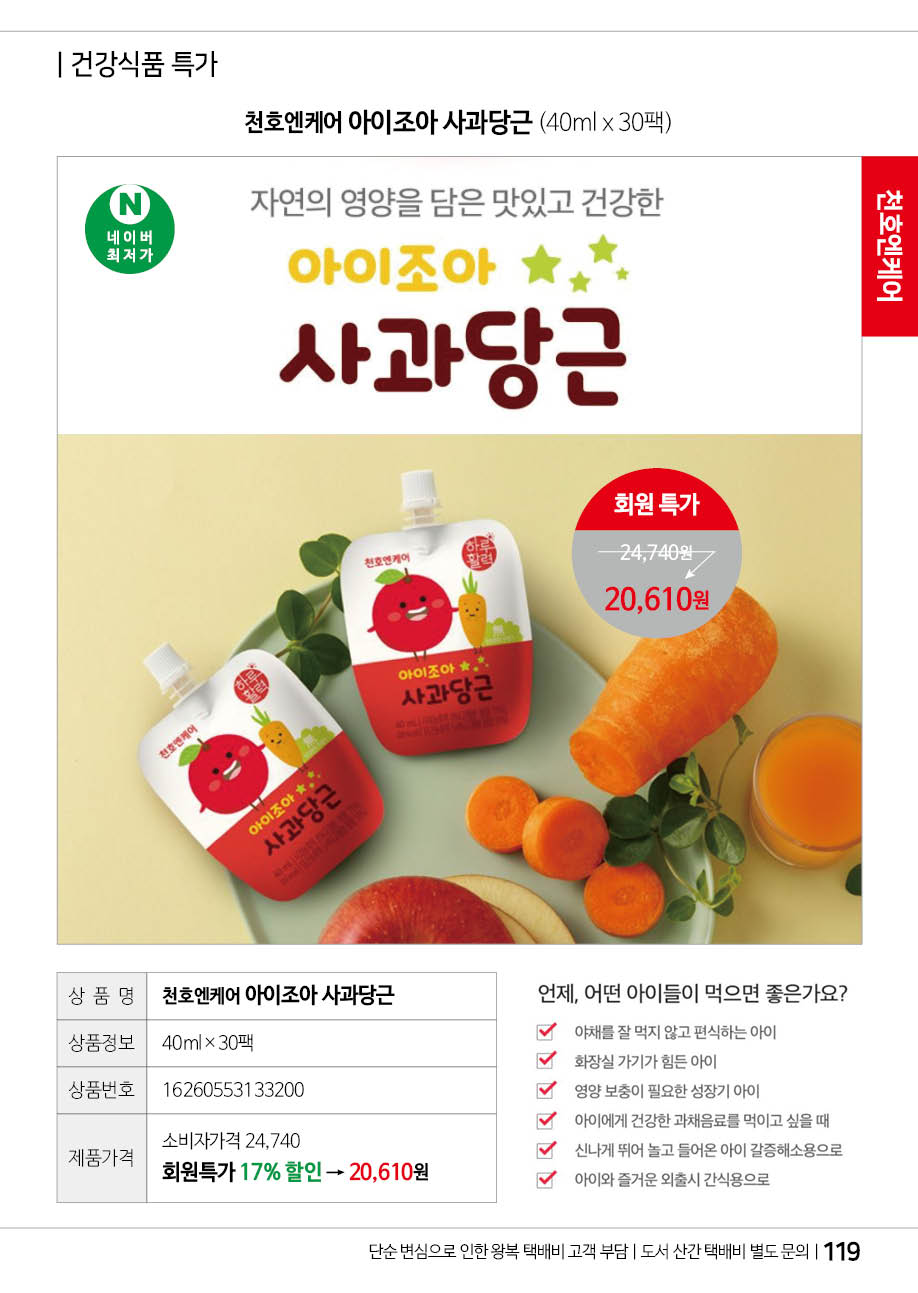 | 건강식품 특가
천호엔케어 아이조아 사과당근 (40ml x 30팩)
N
네이버
최저가
자연의 영양을 담은 맛있고 건강한
아이조아
사과당근
천호엔케어
회원 특가
24,740원
20,610원
천호엔케어
하루
활력
아이조아
사과당근
천호엔케어
하루
활력
아이조아
사과당근
상 품 명 천호엔케어 아이조아 사과당근
상품정보 40ml × 30팩
상품번호 16260553133200
제품가격 소비자가격 24,740
회원특가 17% 할인 → 20,610원
언제, 어떤 아이들이 먹으면 좋은가요?
야채를 잘 먹지 않고 편식하는 아이
화장실 가기가 힘든 아이
영양 보충이 필요한 성장기 아이
아이에게 건강한 과채음료를 먹이고 싶을 때
신나게 뛰어 놀고 들어온 아이 갈증해소용으로
아이와 즐거운 외출시 간식용으로
단순 변심으로 인한 왕복 택배비 고객 부담 | 도서 산간 택배비 별도 문의 | 119